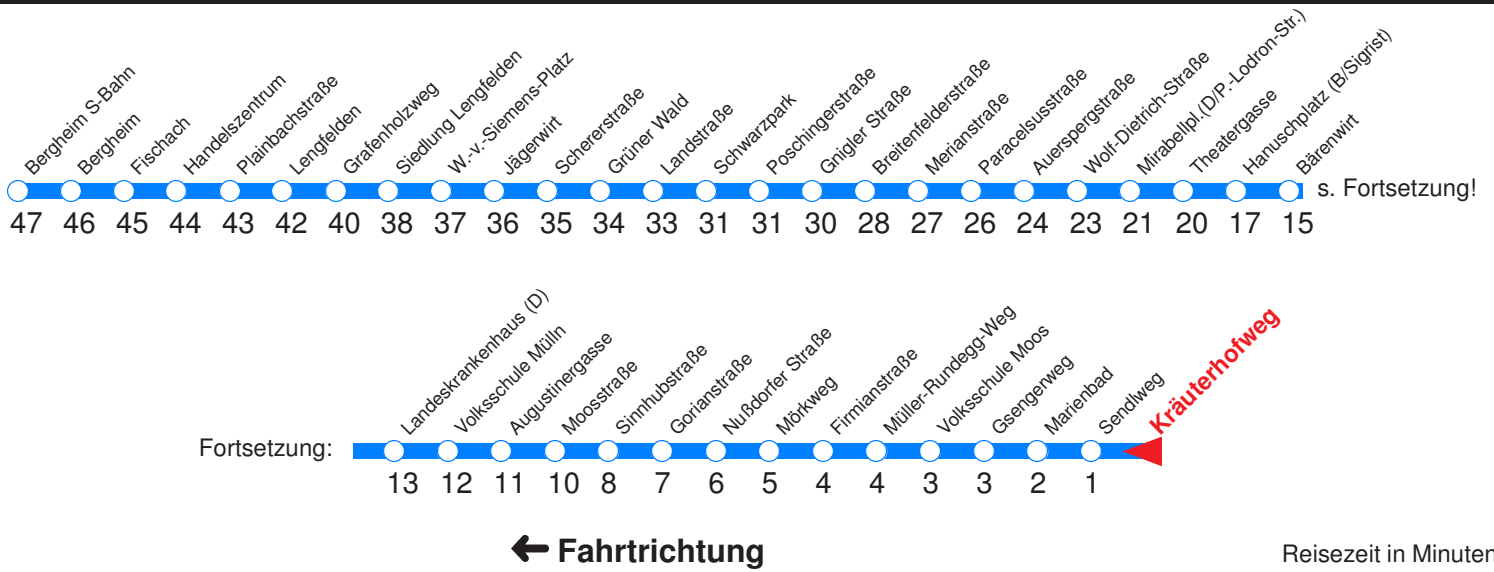 Bergheim S-Bahn
Bergheim
Fischach
Handelszentrum
Plainbachstraße
Lengfelden
Grafenholzweg
Siedlung Lengfelden
W.-v.-Siemens-Platz
Jägerwirt
Schererstraße
Grüner Wald
Landstraße
Schwarzpark
Poschingerstraße
Gnigler Straße
Breitenfelderstraße
Merianstraße
Paracelsusstraße
Auerspergstraße
Wolf-Dietrich-Straße
Mirabellpl.(D/P.-Lodron-Str.)
Theatergasse
Hanuschplatz (B/Sigrist)
Bärenwirt
s. Fortsetzung!
47 46 45 44 43 42 40 38 37 36 35 34 33 31 31 30 28 27 26 24 23 21 20 17 15
Fortsetzung:
Landeskrankenhaus (D)
Volksschule Mülln
Augustinergasse
Moosstraße
Sinnhubstraße
Gorianstraße
Nußdorfer Straße
Mörkweg
Firmianstraße
Müller-Rundegg-Weg
Volksschule Moos
Gsengerweg
Marienbad
Sendlweg
Kräuterhofweg
13 12 11 10 8 7 6 5 4 4 3 3 2 1
Fahrtrichtung
Reisezeit in Minuten